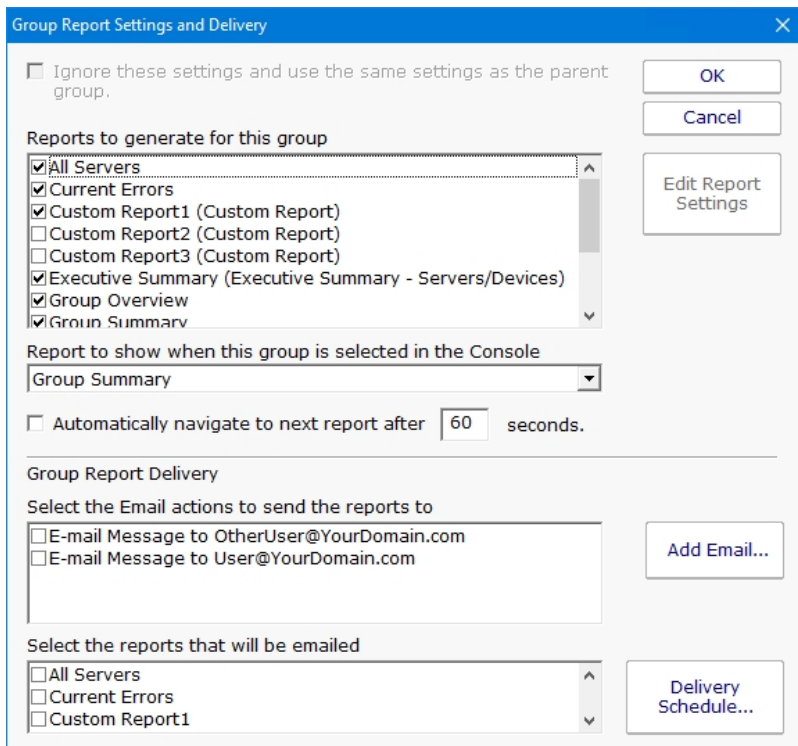 Group Report Settings and Delivery
Ignore these settings and use the same settings as the parent
group.
OK
Cancel
Reports to generate for this group
All Servers
Current Errors
Custom Report1 (Custom Report)
Custom Report2 (Custom Report)
Custom Report3 (Custom Report)
Executive Summary (Executive Summary - Servers/Devices)
Group Overview
Group Summary
Edit Report
Settings
Report to show when this group is selected in the Console
Group Summary
Automatically navigate to next report after 60 seconds.
Group Report Delivery
Select the Email actions to send the reports to
E-mail Message to OtherUser@YourDomain.com
E-mail Message to User@YourDomain.com
Add Email...
Select the reports that will be emailed
All Servers
Current Errors
Custom Report1
Delivery
Schedule...